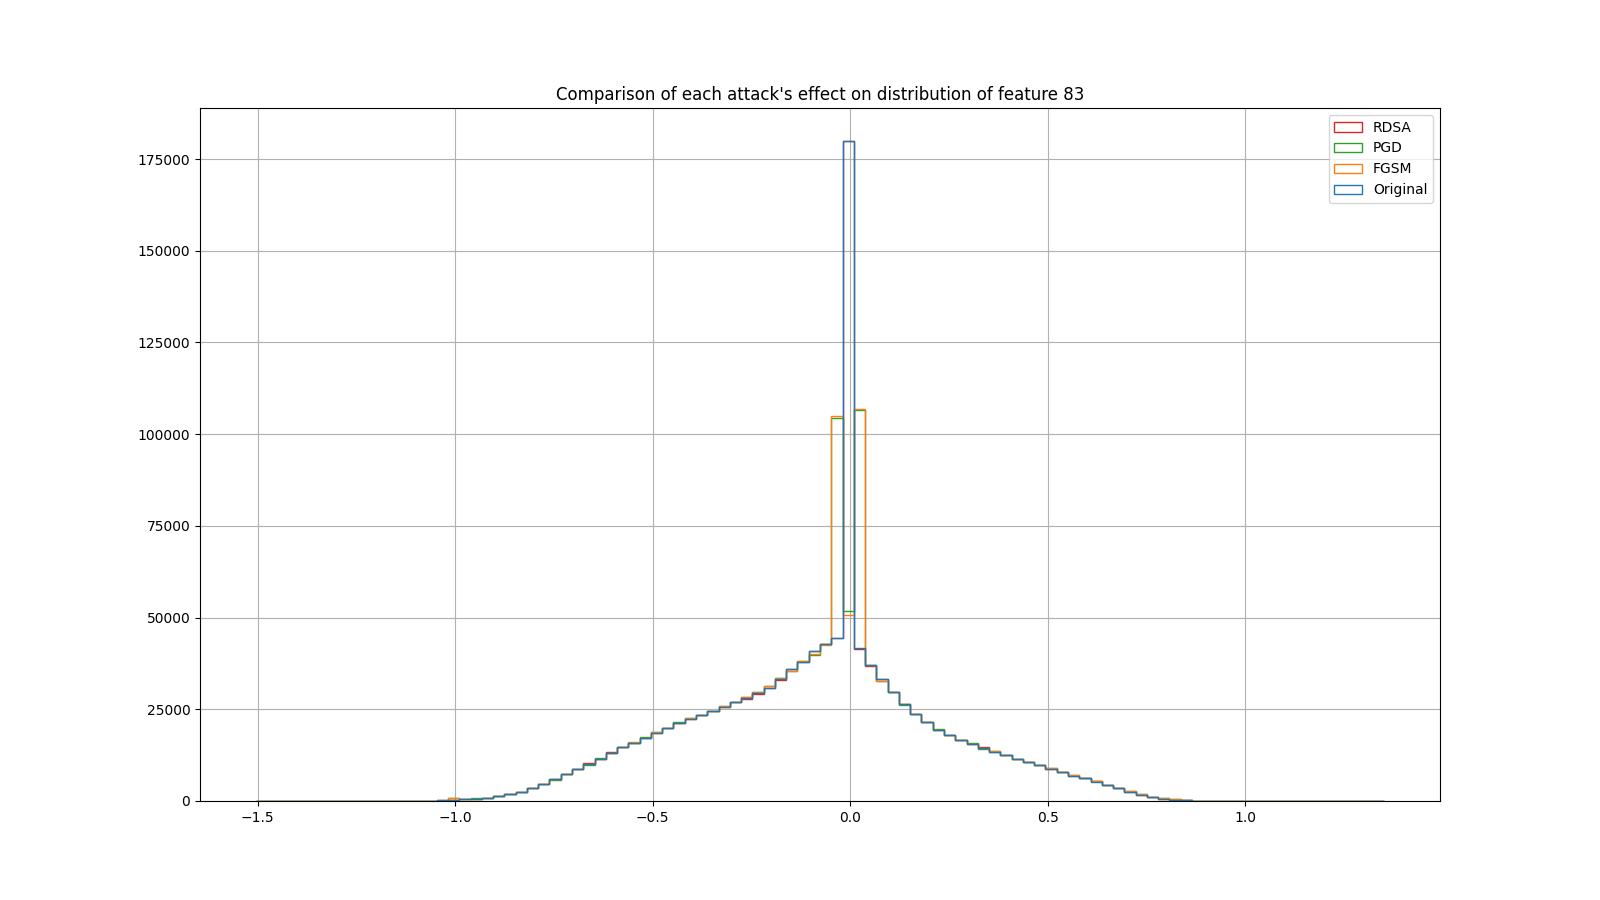 Comparison of each attack's effect on distribution of feature 83
RDSA
PGD
FGSM
Original
175000
150000
125000
100000
75000
50000
25000
0
−1.5 −1.0 −0.5 0.0 0.5 1.0